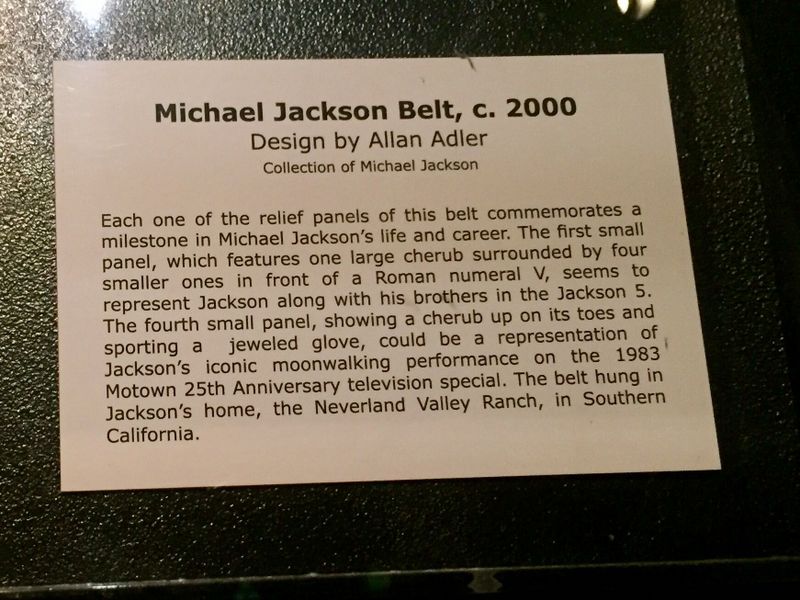 Michael Jackson Belt, c. 2000
Design by Allan Adler
Collection of Michael Jackson
Each one of the relief panels of this belt commemorates a
milestone in Michael Jackson's life and career. The first small
panel, which features one large cherub surrounded by four
smaller ones in front of a Roman numeral V, seems to
represent Jackson along with his brothers in the Jackson 5.
The fourth small panel, showing a cherub up on its toes and
sporting a jeweled glove, could be a representation of
Jackson's iconic moonwalking performance on the 1983
Motown 25th Anniversary television special. The belt hung in
Jackson's home, the Neverland Valley Ranch, in Southern
California.